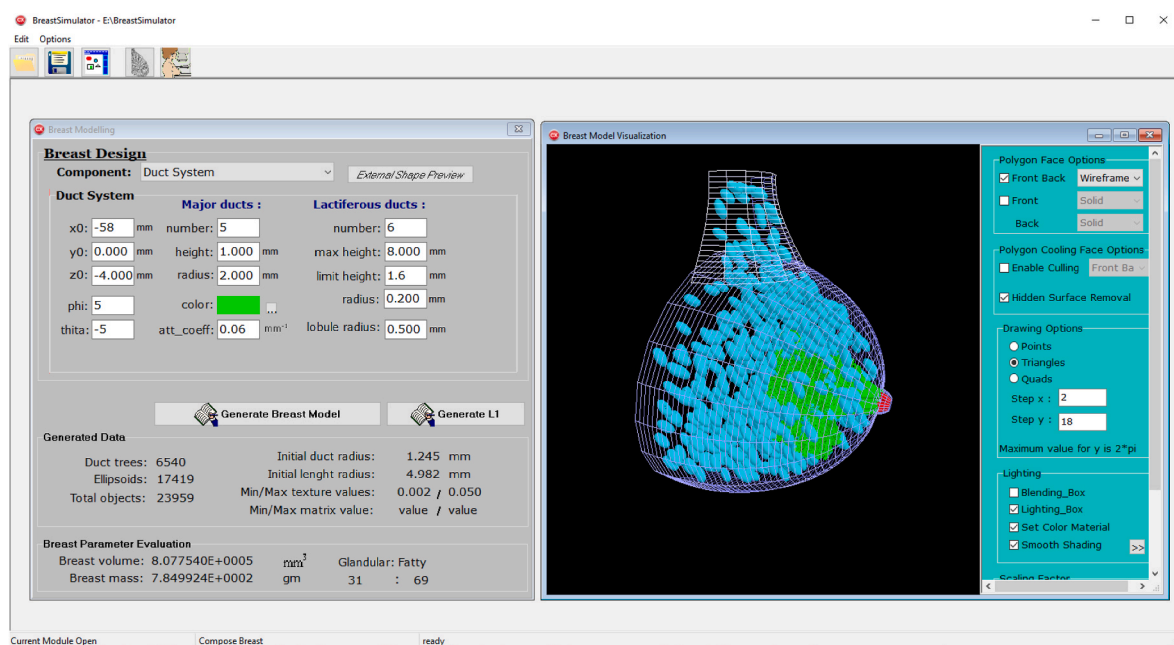 BreastSimulator - E:\BreastSimulator
Edit Options
Breast Modelling
Breast Design
Component: Duct System External Shape Preview
Duct System
Major ducts : Lactiferous ducts :
x0: -58 mm number: 5 number: 6
y0: 0.000 mm height: 1.000 mm max height: 8.000 mm
z0: -4.000 mm radius: 2.000 mm limit height: 1.6 mm
phi: 5 color: ... radius: 0.200 mm
thita: -5 att_coeff: 0.06 mm⁻¹ lobule radius: 0.500 mm
Generate Breast Model Generate L1
Generated Data
Duct trees: 6540 Initial duct radius: 1.245 mm
Ellipsoids: 17419 Initial lenght radius: 4.982 mm
Total objects: 23959 Min/Max texture values: 0.002 / 0.050
Min/Max matrix value: value / value
Breast Parameter Evaluation
Breast volume: 8.077540E+0005 mm³ Glandular: Fatty
Breast mass: 7.849924E+0002 gm 31 : 69
Breast Model Visualization
Polygon Face Options
Front Back Wireframe
Front Solid
Back Solid
Polygon Cooling Face Options
Enable Culling Front Ba
Hidden Surface Removal
Drawing Options
Points
Triangles
Quads
Step x : 2
Step y : 18
Maximum value for y is 2*pi
Lighting
Blending_Box
Lighting_Box
Set Color Material
Smooth Shading >>
Scaling Factor
Current Module Open Compose Breast ready